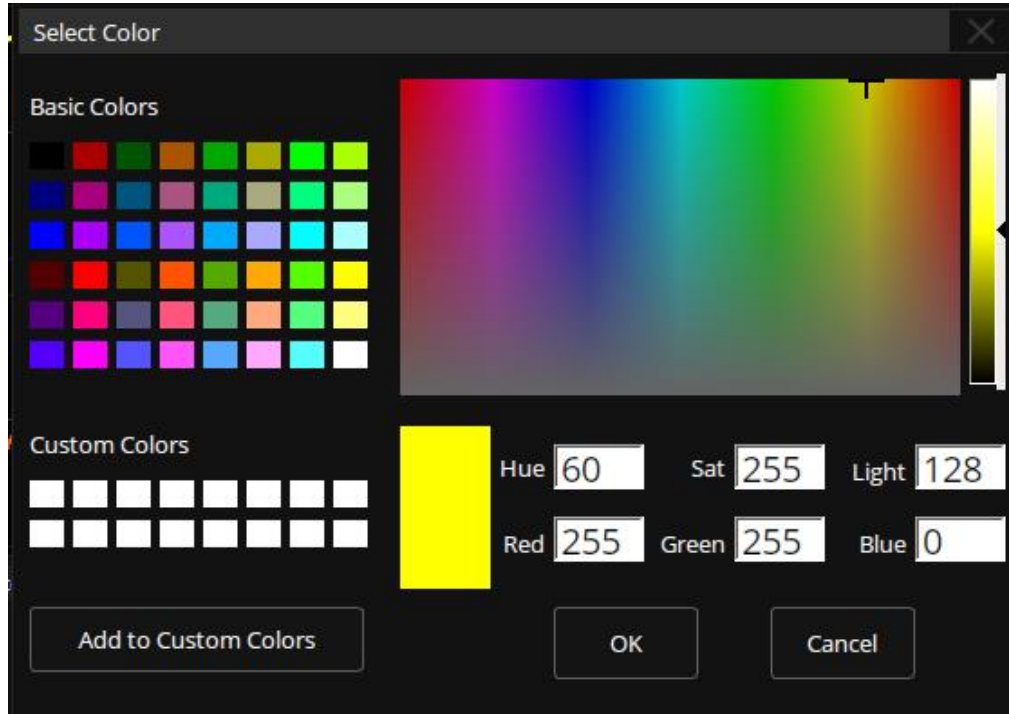 Select Color
Basic Colors
Custom Colors
Hue 60 Sat 255 Light 128
Red 255 Green 255 Blue 0
Add to Custom Colors OK Cancel